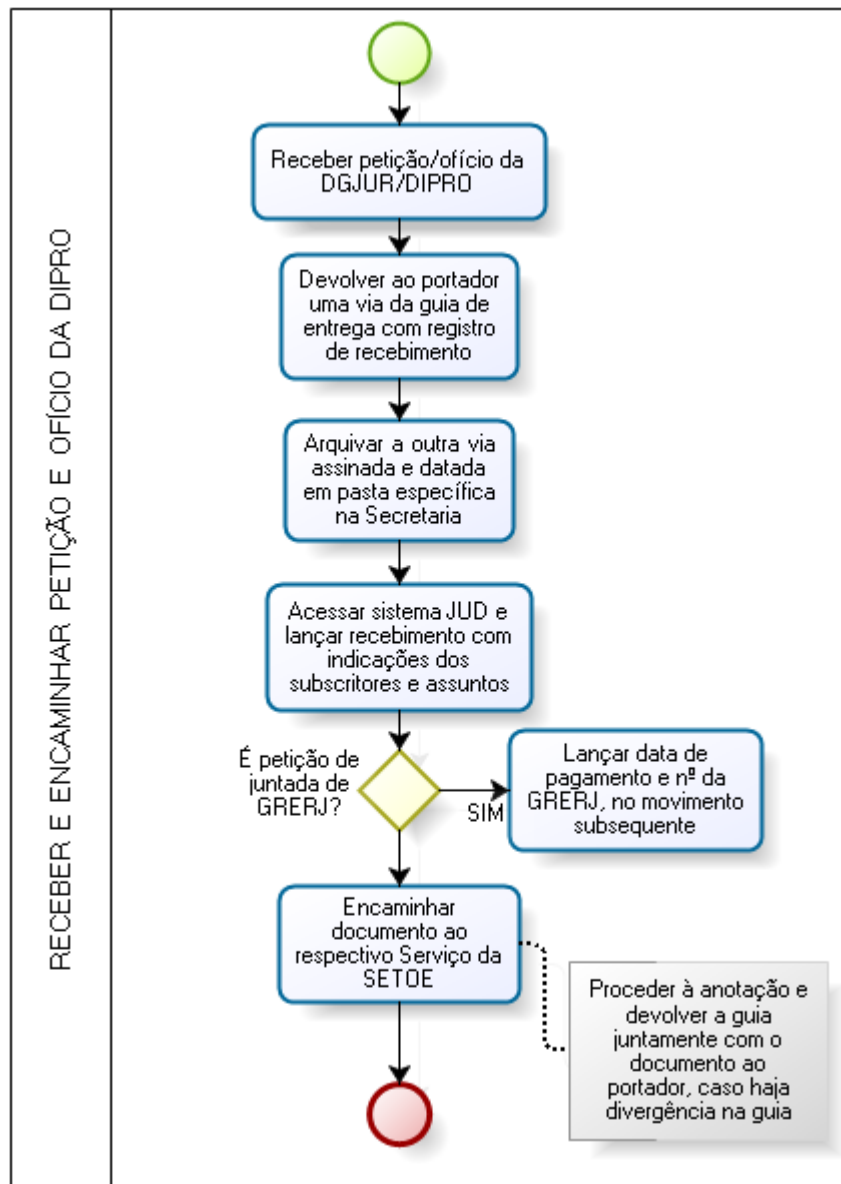 RECEBER E ENCAMINHAR PETIÇÃO E OFÍCIO DA DIPRO
Receber petição/ofício da
DGJUR/DIPRO
Devolver ao portador
uma via da guia de
entrega com registro
de recebimento
Arquivar a outra via
assinada e datada
em pasta específica
na Secretaria
Acessar sistema JUD e
lançar recebimento com
indicações dos
subscritores e assuntos
É petição de
juntada de
GRERJ?
SIM
Lançar data de
pagamento e nº da
GRERJ, no movimento
subsequente
Encaminhar
documento ao
respectivo Serviço da
SETOE
Proceder à anotação e
devolver a guia
juntamente com o
documento ao
portador, caso haja
divergência na guia